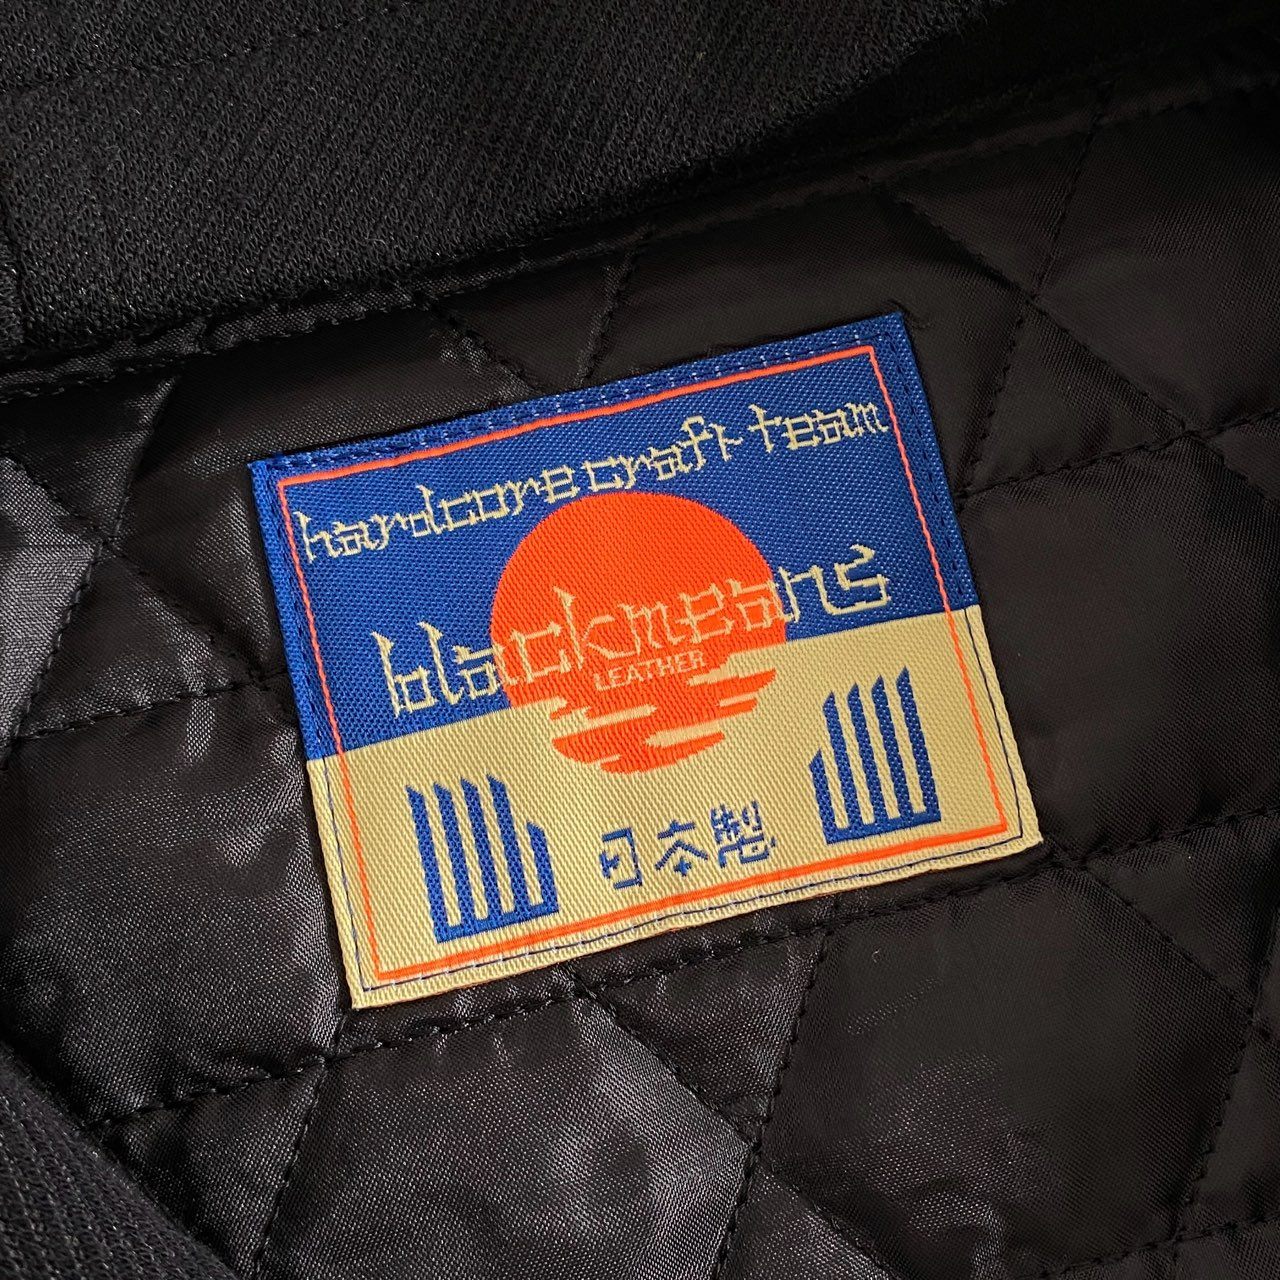 hardcore craft team
blackmeans
LEATHER
日本製